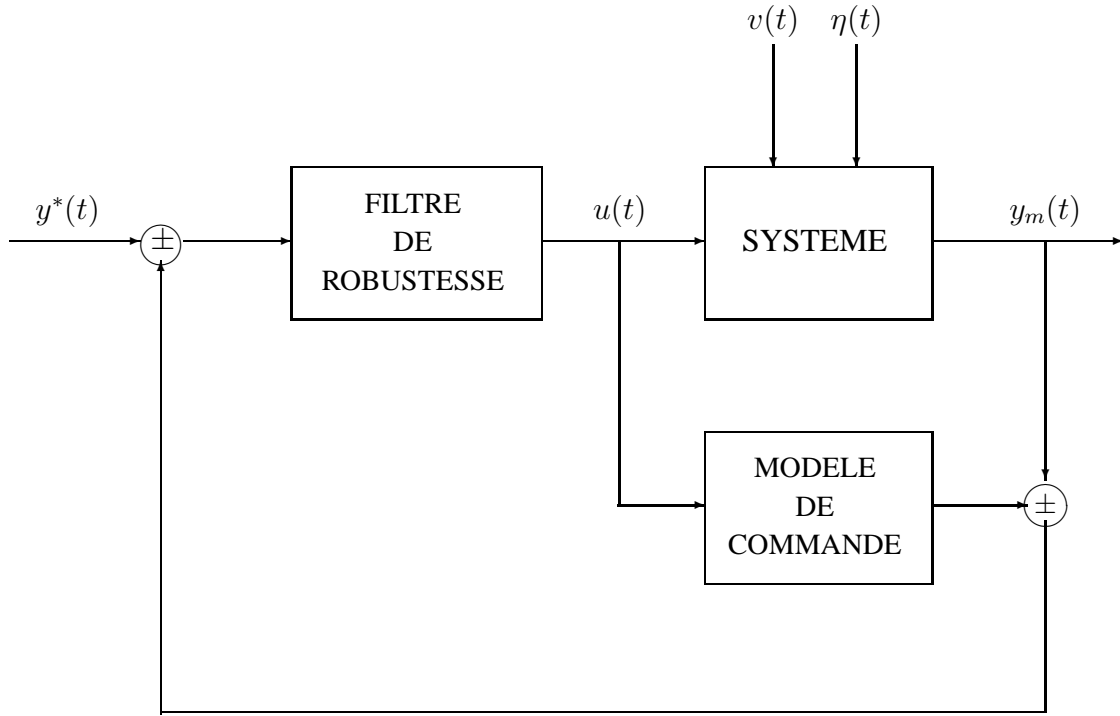 v(t) η(t)
y*(t)
±
FILTRE
DE
ROBUSTESSE
u(t)
SYSTEME
y_m(t)
MODELE
DE
COMMANDE
±